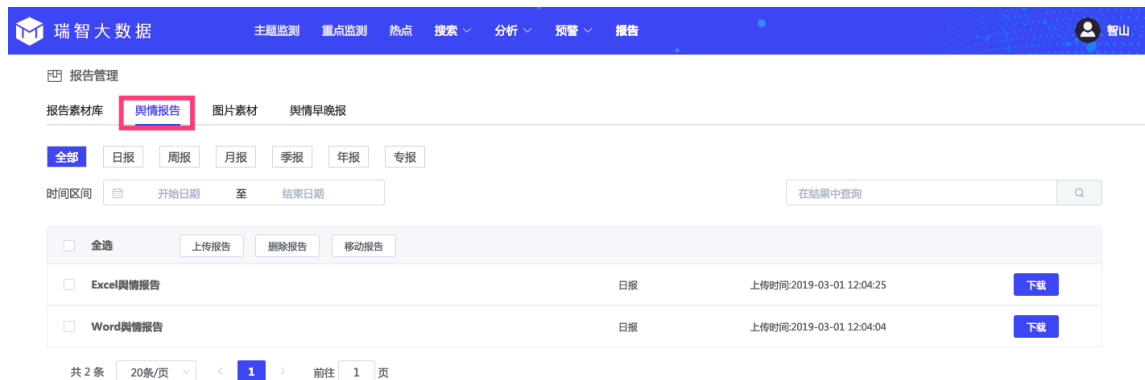 瑞智大数据 主题监测 重点监测 热点 搜索 分析 预警 报告 智山
报告管理
报告素材库 舆情报告 图片素材 舆情早晚报
全部 日报 周报 月报 季报 年报 专报
时间区间 开始日期 至 结束日期 在结果中查询
全选 上传报告 删除报告 移动报告
Excel舆情报告 日报 上传时间:2019-03-01 12:04:25 下载
Word舆情报告 日报 上传时间:2019-03-01 12:04:04 下载
共 2 条 20条/页 1 前往 1 页